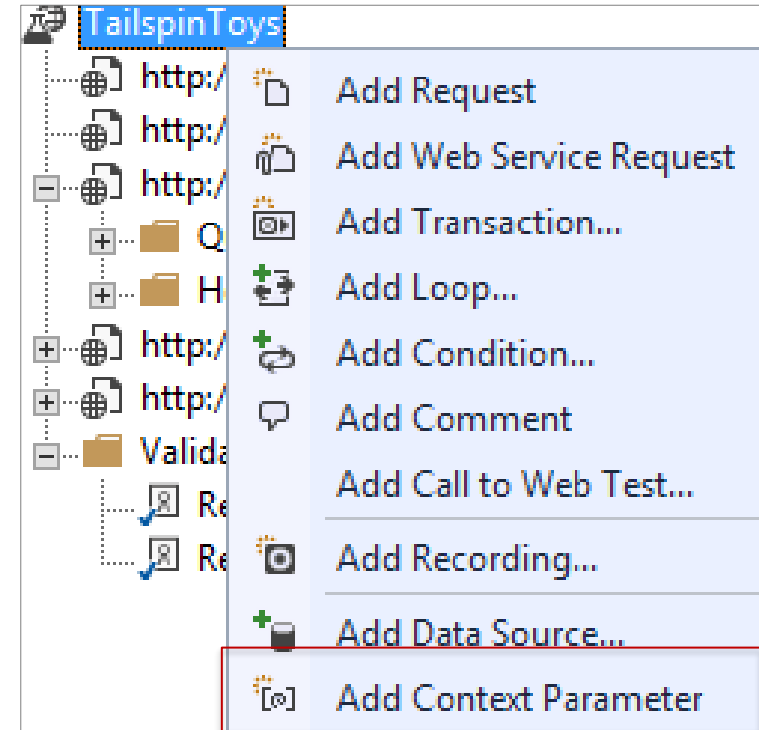 TailspinToys
http:/
http:/
http:/
Q
H
http:/
http:/
Valida
Re
Re
Add Request
Add Web Service Request
Add Transaction...
Add Loop...
Add Condition...
Add Comment
Add Call to Web Test...
Add Recording...
Add Data Source...
Add Context Parameter